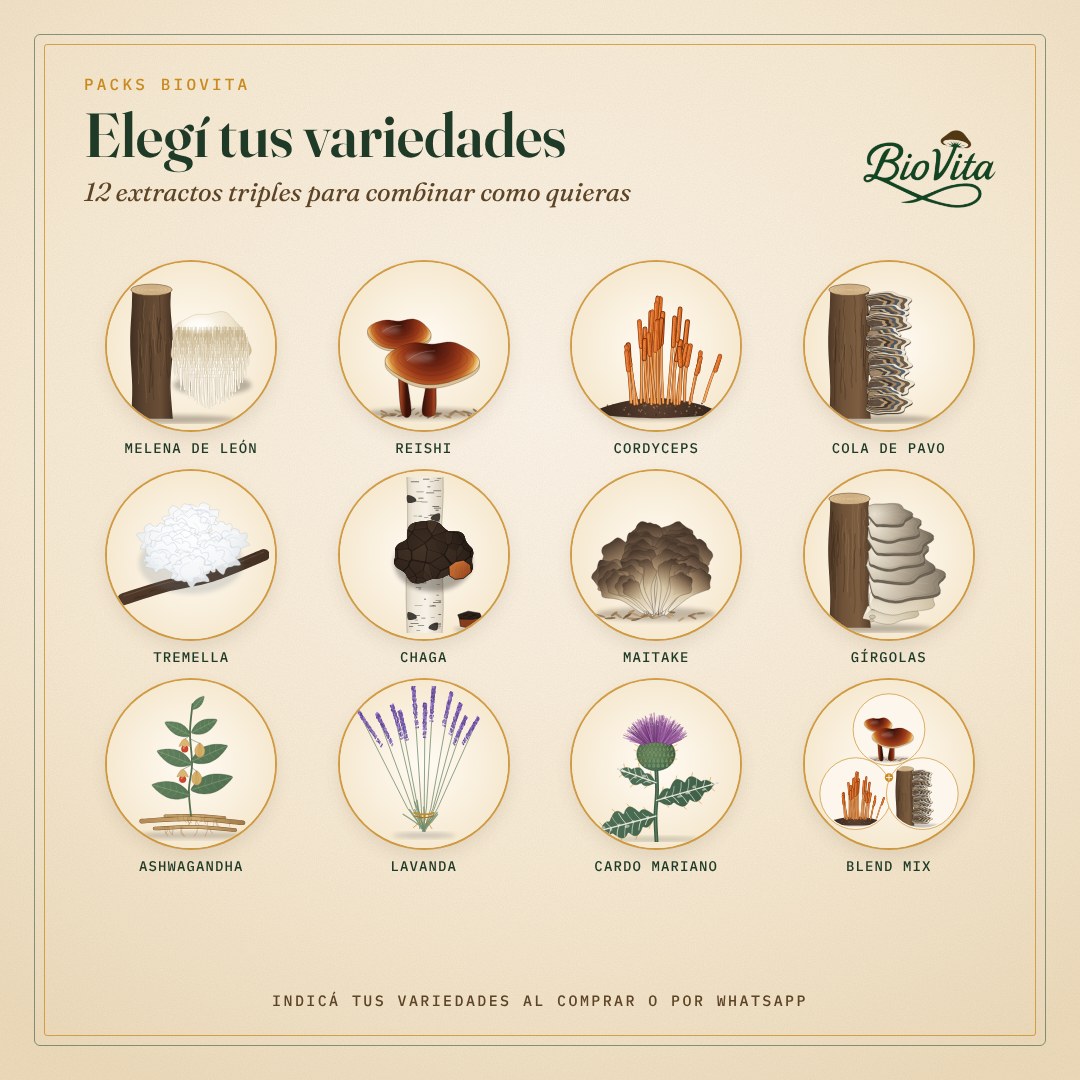 PACKS BIOVITA
Elegí tus variedades
12 extractos triples para combinar como quieras
BioVita
MELENA DE LEÓN
REISHI
CORDYCEPS
COLA DE PAVO
TREMELLA
CHAGA
MAITAKE
GÍRGOLAS
ASHWAGANDHA
LAVANDA
CARDO MARIANO
BLEND MIX
INDICÁ TUS VARIEDADES AL COMPRAR O POR WHATSAPP